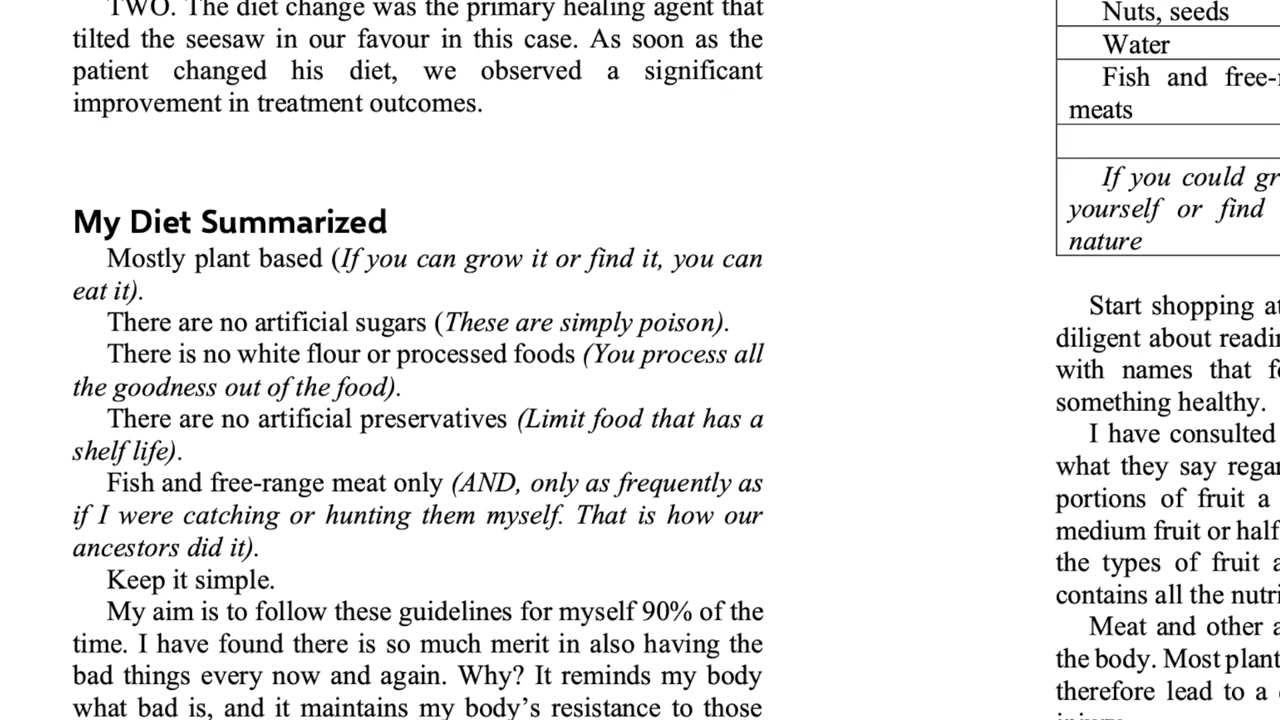 TWO. The diet change was the primary healing agent that
tilted the seesaw in our favour in this case. As soon as the
patient changed his diet, we observed a significant
improvement in treatment outcomes.
My Diet Summarized
Mostly plant based (If you can grow it or find it, you can
eat it).
There are no artificial sugars (These are simply poison).
There is no white flour or processed foods (You process all
the goodness out of the food).
There are no artificial preservatives (Limit food that has a
shelf life).
Fish and free-range meat only (AND, only as frequently as
if I were catching or hunting them myself. That is how our
ancestors did it).
Keep it simple.
My aim is to follow these guidelines for myself 90% of the
time. I have found there is so much merit in also having the
bad things every now and again. Why? It reminds my body
what bad is, and it maintains my body’s resistance to those
Nuts, seeds
Water
Fish and free-
meats
If you could
yourself or find
nature
Start shopping
diligent about
with names that
something healthy.
I have consulted
what they say
portions of fruit a
medium fruit or half
the types of fruit
contains all the
Meat and other
the body. Most
therefore lead to a